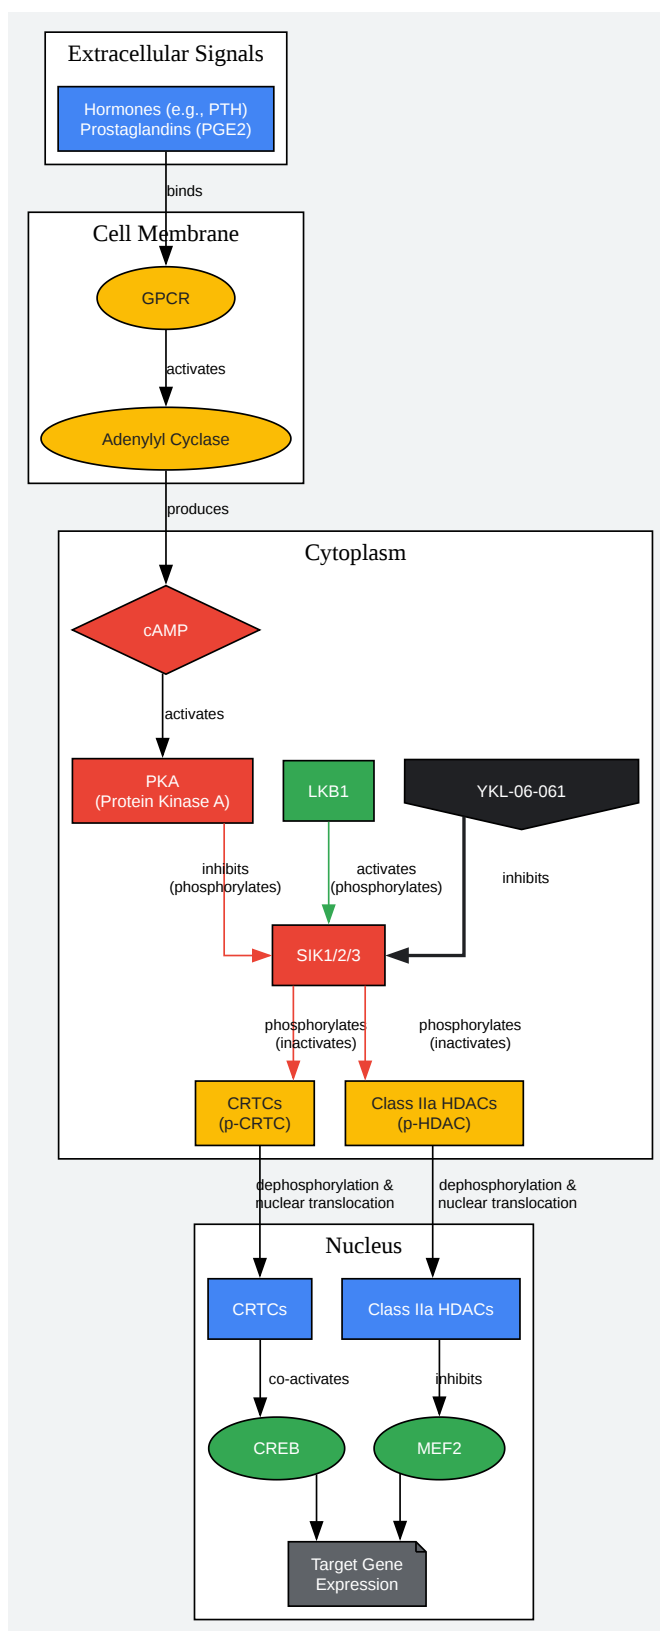 Extracellular Signals
Hormones (e.g., PTH)
Prostaglandins (PGE2)
binds
Cell Membrane
GPCR
activates
Adenylyl Cyclase
produces
Cytoplasm
cAMP
activates
PKA
(Protein Kinase A)
LKB1
YKL-06-061
inhibits
(phosphorylates)
activates
(phosphorylates)
inhibits
SIK1/2/3
phosphorylates
(inactivates)
phosphorylates
(inactivates)
CRTCs
(p-CRTC)
Class IIa HDACs
(p-HDAC)
dephosphorylation &
nuclear translocation
dephosphorylation &
nuclear translocation
Nucleus
CRTCs
Class IIa HDACs
co-activates
inhibits
CREB
MEF2
Target Gene
Expression